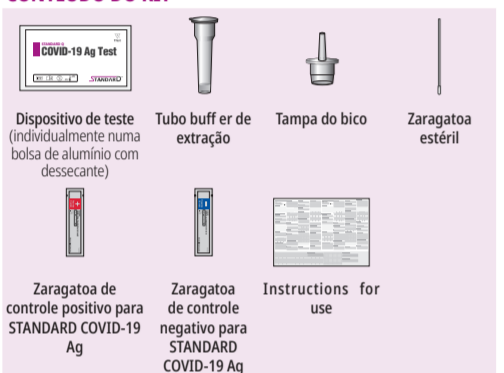 STANDARD Q
COVID-19 Ag Test
STANDARD
Dispositivo de teste
(individualmente numa
bolsa de alumínio com
dessecante)
Tubo buff er de
extração
Tampa do bico
Zaragatoa
estéril
Zaragatoa de
controle positivo para
STANDARD COVID-19
Ag
Zaragatoa
de controle
negativo para
STANDARD
COVID-19 Ag
Instructions for
use